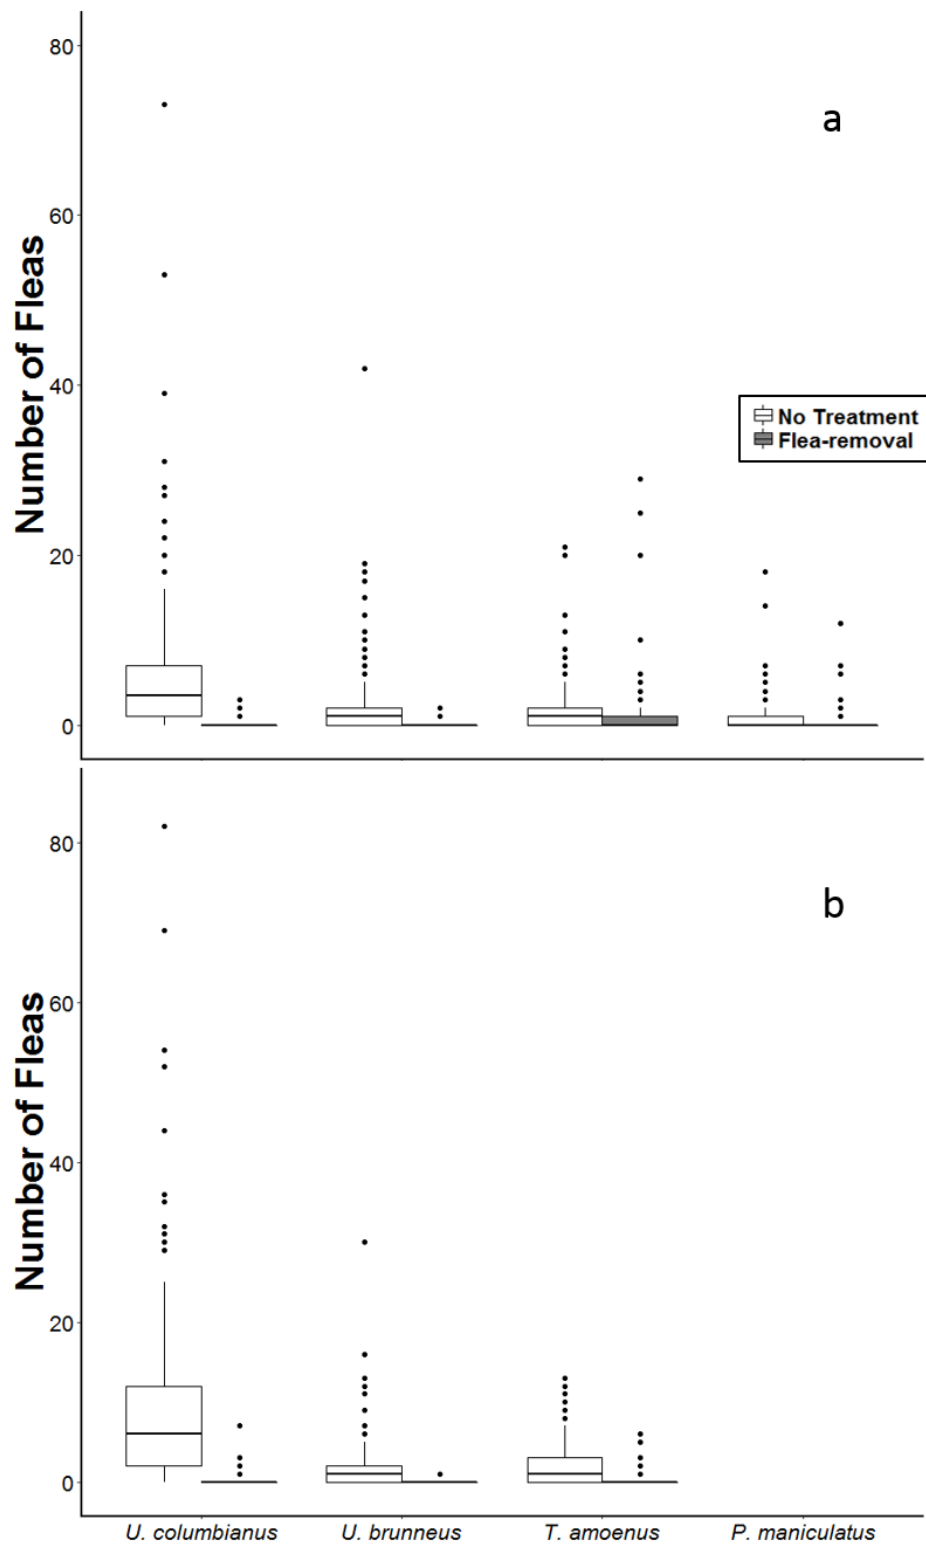 80
a
60
Number of Fleas
40
No Treatment
Flea-removal
20
0
80
b
60
Number of Fleas
40
20
0
U. columbianus U. brunneus T. amoenus P. maniculatus